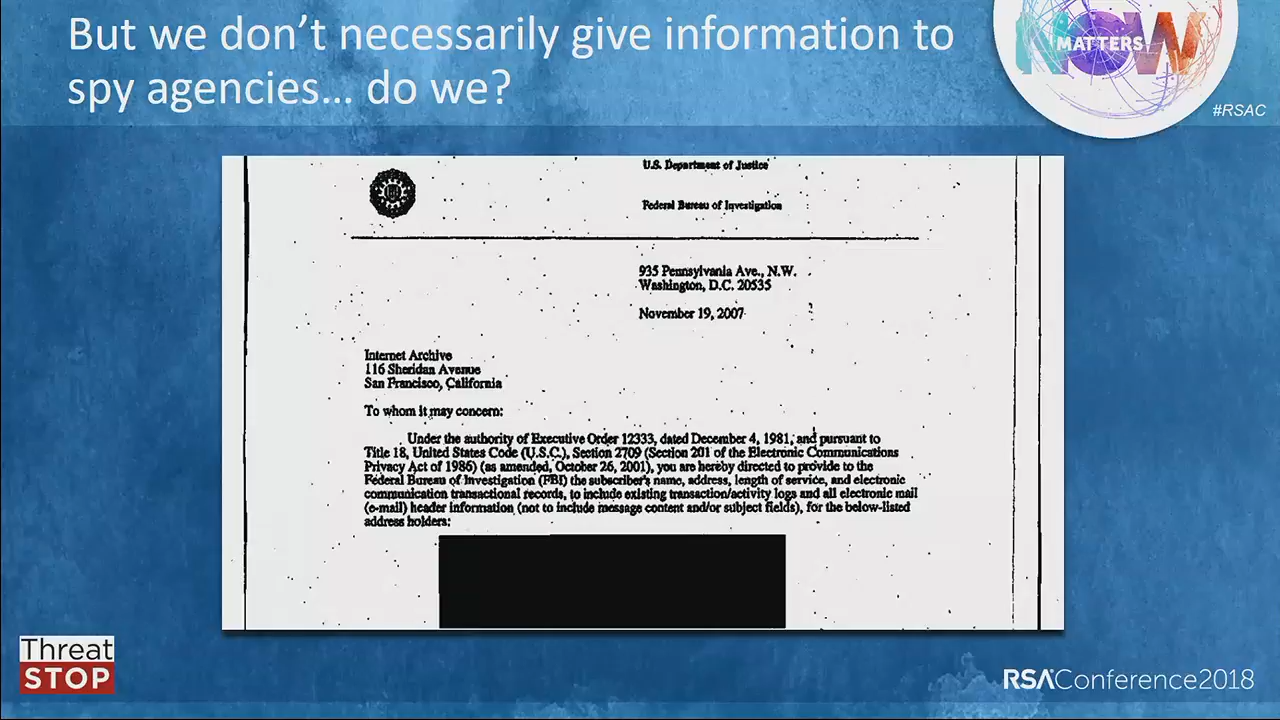 But we don't necessarily give information to
spy agencies... do we?
NOW
MATTERS
#RSAC
U.S. Department of Justice
Federal Bureau of Investigation
935 Pennsylvania Ave., N.W.
Washington, D.C. 20535
November 19, 2007
Internet Archive
116 Sheridan Avenue
San Francisco, California
To whom it may concern:
Under the authority of Executive Order 12333, dated December 4, 1981, and pursuant to
Title 18, United States Code (U.S.C.), Section 2709 (Section 201 of the Electronic Communications
Privacy Act of 1986) (as amended, October 26, 2001), you are hereby directed to provide to the
Federal Bureau of Investigation (FBI) the subscriber's name, address, length of service, and electronic
communication transactional records, to include existing transaction/activity logs and all electronic mail
(e-mail) header information (not to include message content and/or subject fields), for the below-listed
address holders:
Threat
STOP
RSAConference2018